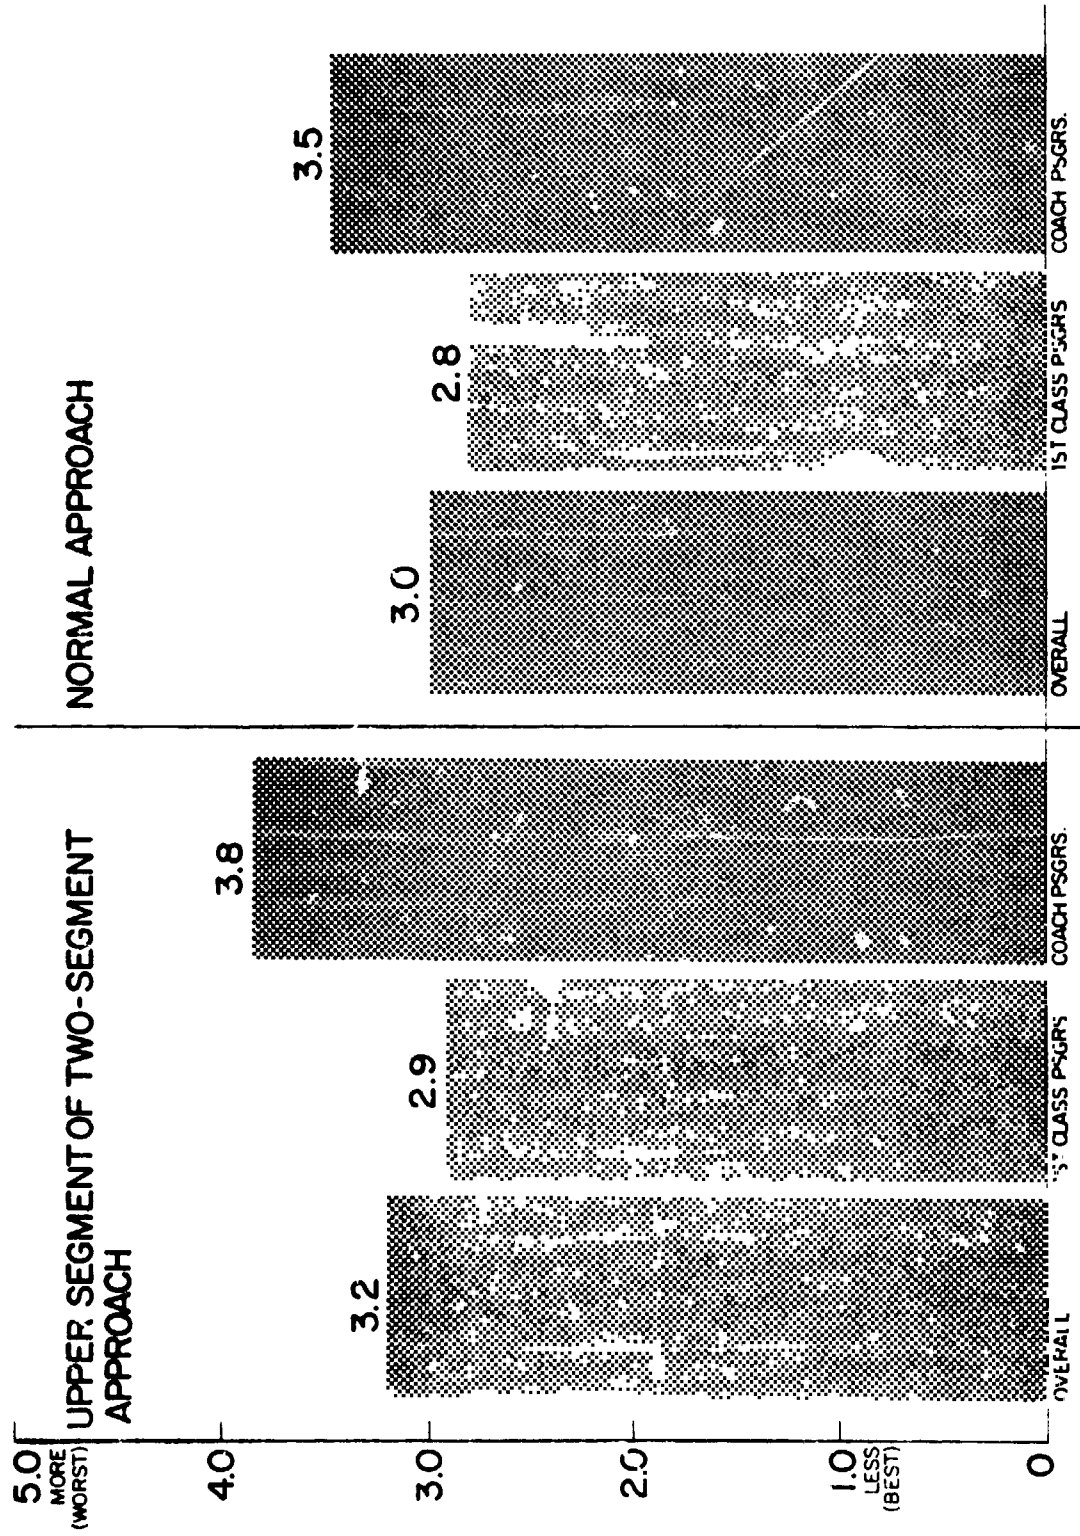 5.0
MORE
(WORST)
4.0
3.0
2.0
1.0
LESS
(BEST)
0
UPPER SEGMENT OF TWO-SEGMENT
APPROACH
3.2
2.9
3.8
OVERALL
CLASS PSGRS
COACH PSGRS.
NORMAL APPROACH
3.0
2.8
3.5
OVERALL
1ST CLASS PSGRS
COACH PSGRS.